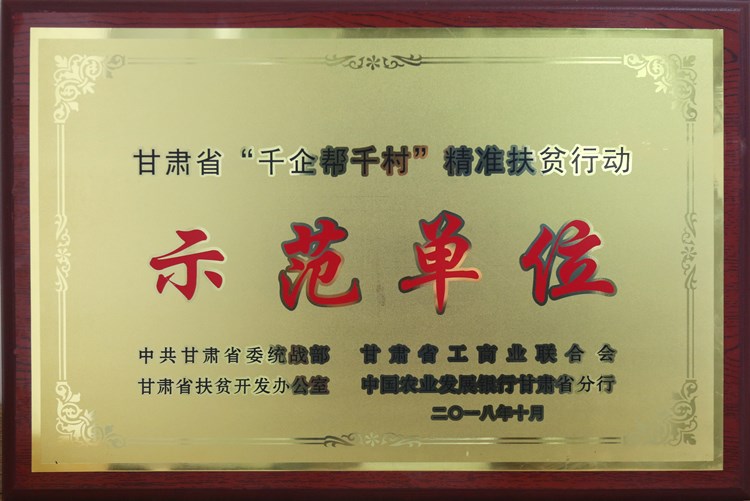 甘肃省“千企帮千村”精准扶贫行动
示范单位
中共甘肃省委统战部 甘肃省工商业联合会
甘肃省扶贫开发办公室 中国农业发展银行甘肃省分行
二〇一八年十月